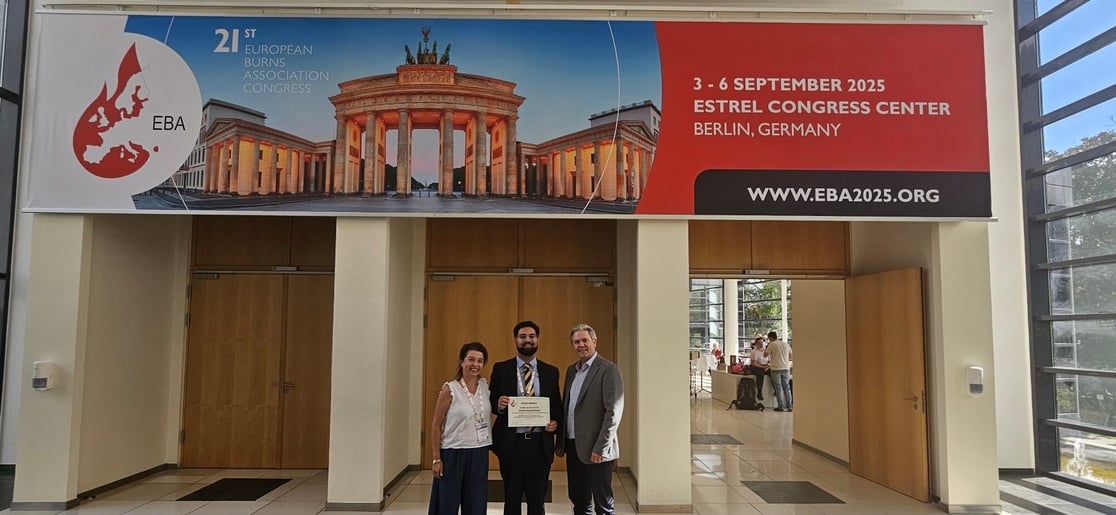 21ST
EUROPEAN
BURNS
ASSOCIATION
CONGRESS
EBA
3 - 6 SEPTEMBER 2025
ESTREL CONGRESS CENTER
BERLIN, GERMANY
WWW.EBA2025.ORG